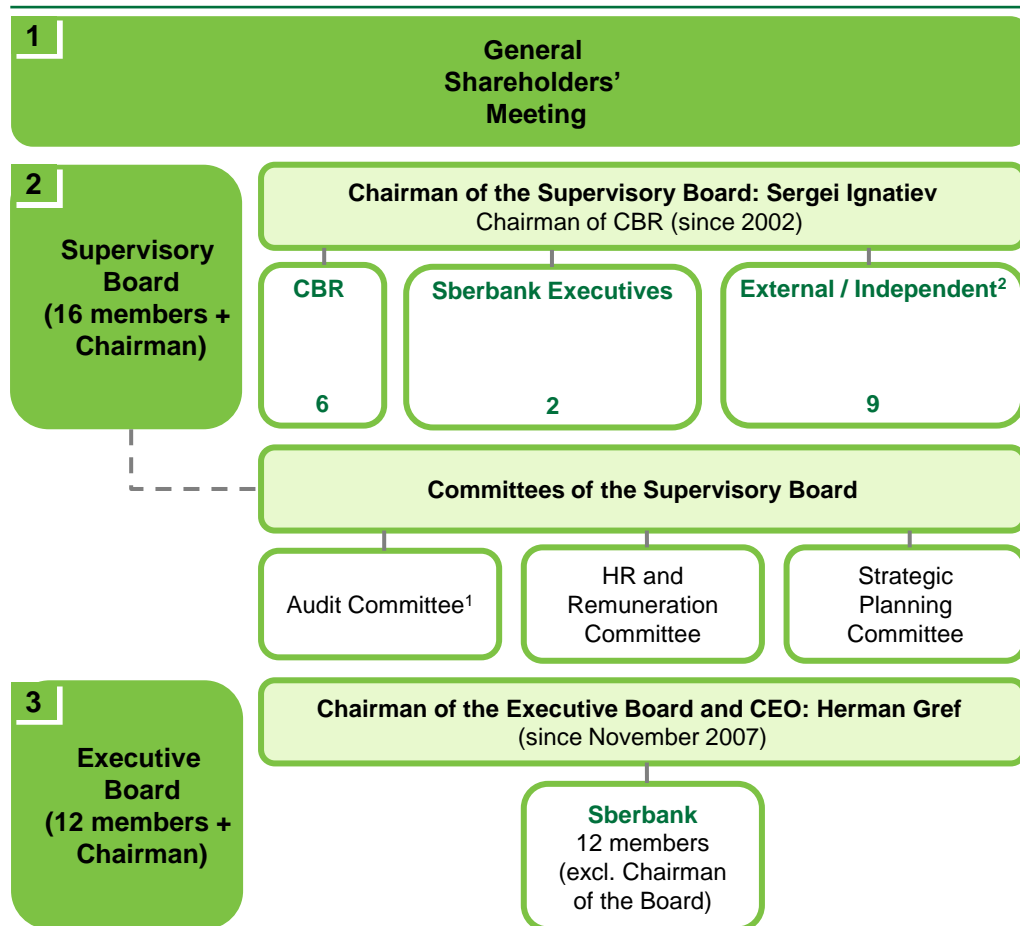 1
General
Shareholders’
Meeting
2
Supervisory
Board
(16 members +
Chairman)
Chairman of the Supervisory Board: Sergei Ignatiev
Chairman of CBR (since 2002)
CBR
6
Sberbank Executives
2
External / Independent²
9
Committees of the Supervisory Board
Audit Committee¹
HR and
Remuneration
Committee
Strategic
Planning
Committee
3
Executive
Board
(12 members +
Chairman)
Chairman of the Executive Board and CEO: Herman Gref
(since November 2007)
Sberbank
12 members
(excl. Chairman
of the Board)